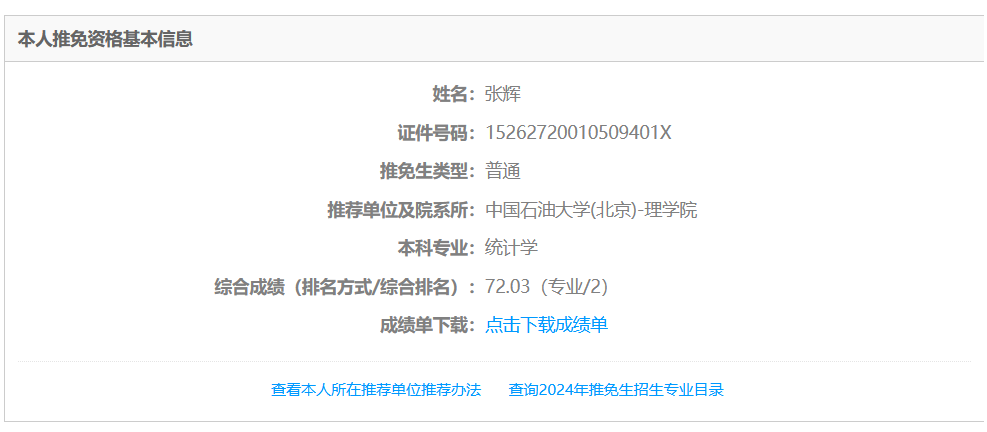 本人推免资格基本信息
姓名：张辉
证件号码：15262720010509401X
推免生类型：普通
推荐单位及院系所：中国石油大学(北京)-理学院
本科专业：统计学
综合成绩（排名方式/综合排名）：72.03（专业/2）
成绩单下载：点击下载成绩单
查看本人所在推荐单位推荐办法 查询2024年推免生招生专业目录